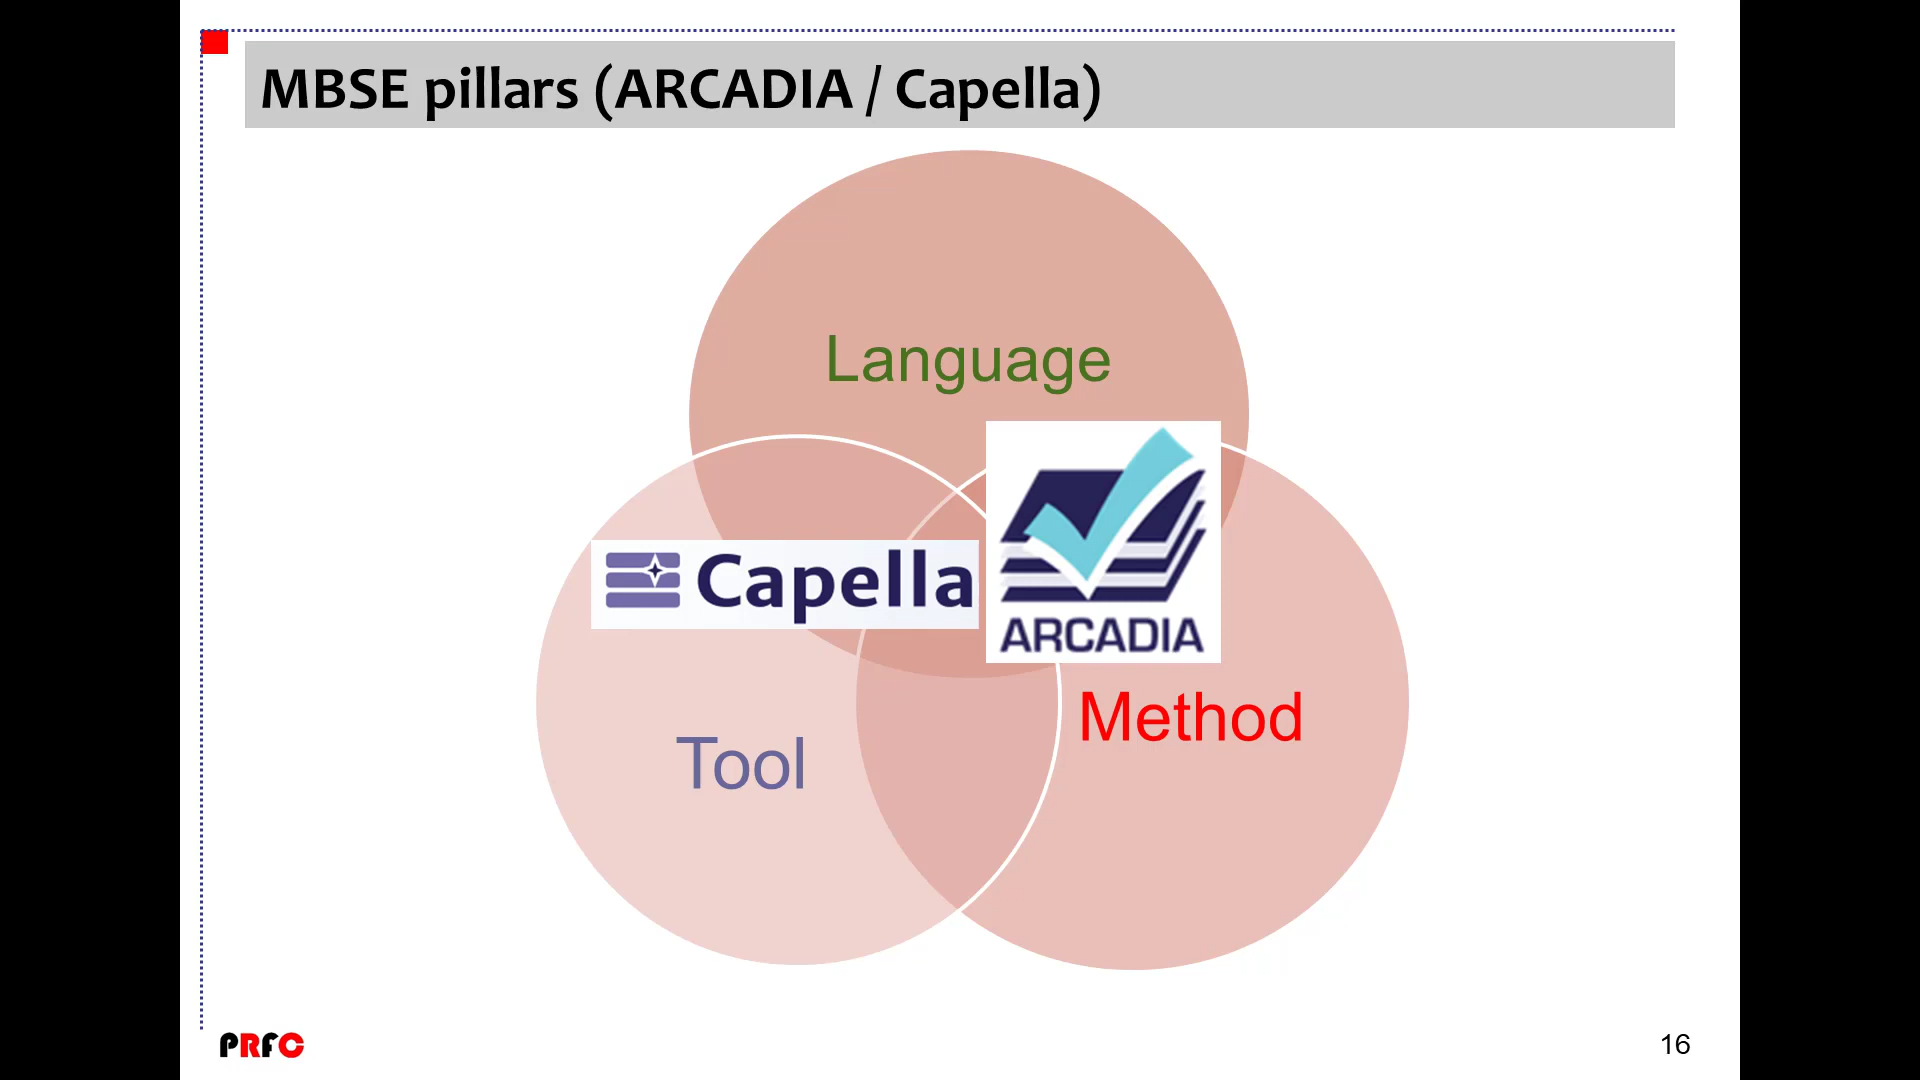 MBSE pillars (ARCADIA / Capella)
Language
Capella
ARCADIA
Method
Tool
PRFC
16